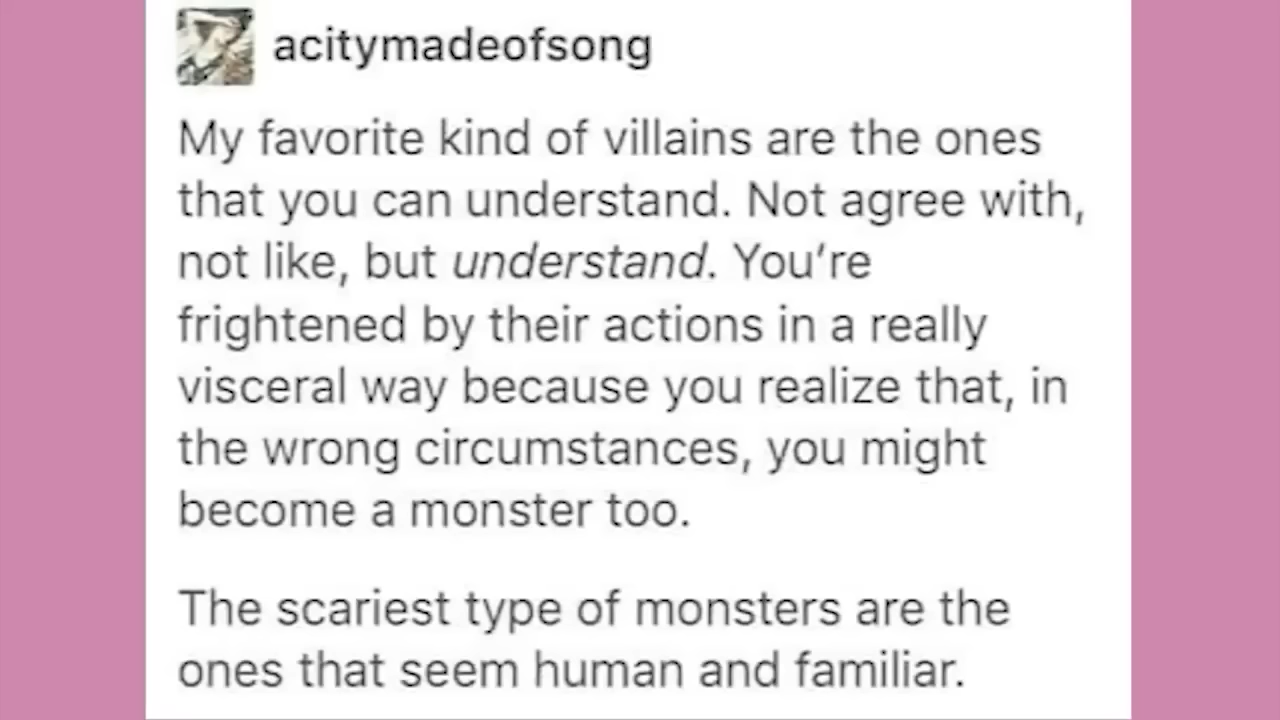 acitymadeofsong
My favorite kind of villains are the ones
that you can understand. Not agree with,
not like, but understand. You’re
frightened by their actions in a really
visceral way because you realize that, in
the wrong circumstances, you might
become a monster too.
The scariest type of monsters are the
ones that seem human and familiar.